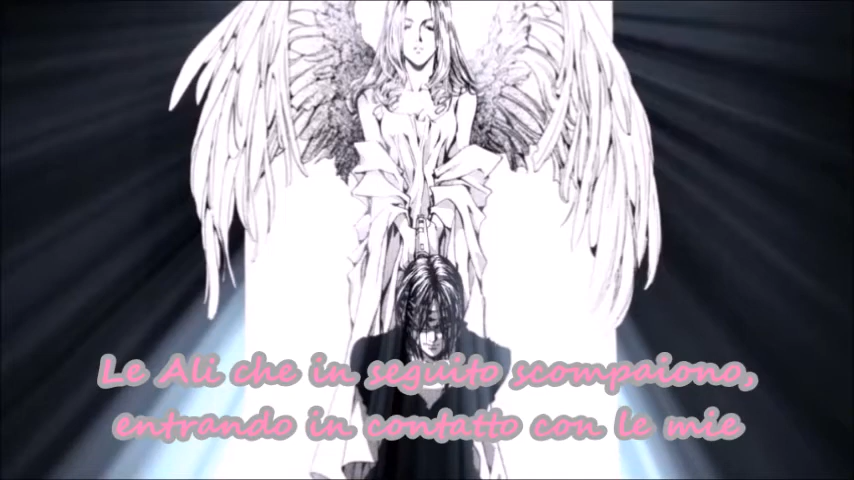 Le Ali che in seguito scompaiono,
entrando in contatto con le mie